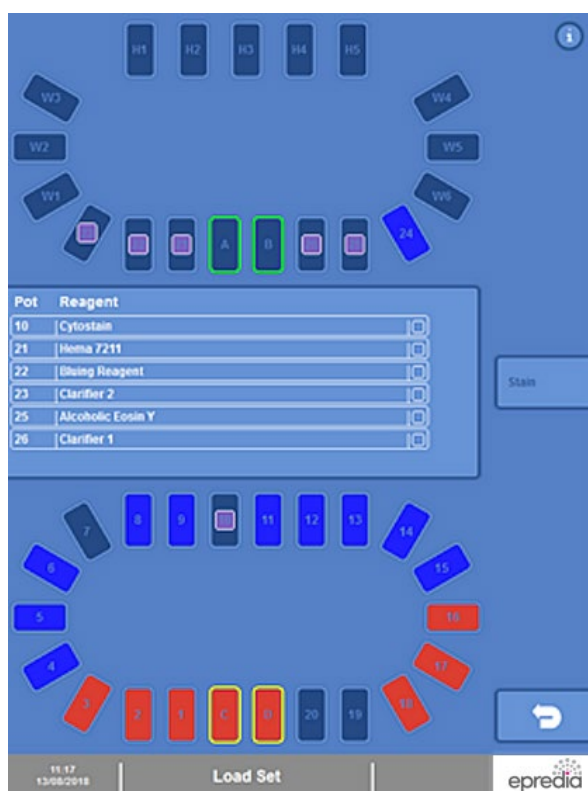 H1 H2 H3 H4 H5
i
W3 W4
W2 W5
W1 W6
A B 24
Pot Reagent
10 Cytostain
21 Hema 7211
22 Bluing Reagent
23 Clarifier 2
25 Alcoholic Eosin Y
26 Clarifier 1
Stain
7 8 9 11 12 13 14
6 15
5 16
4 17
3 2 1 C D 20 19 18
11:17
13/08/2018
Load Set
epredia